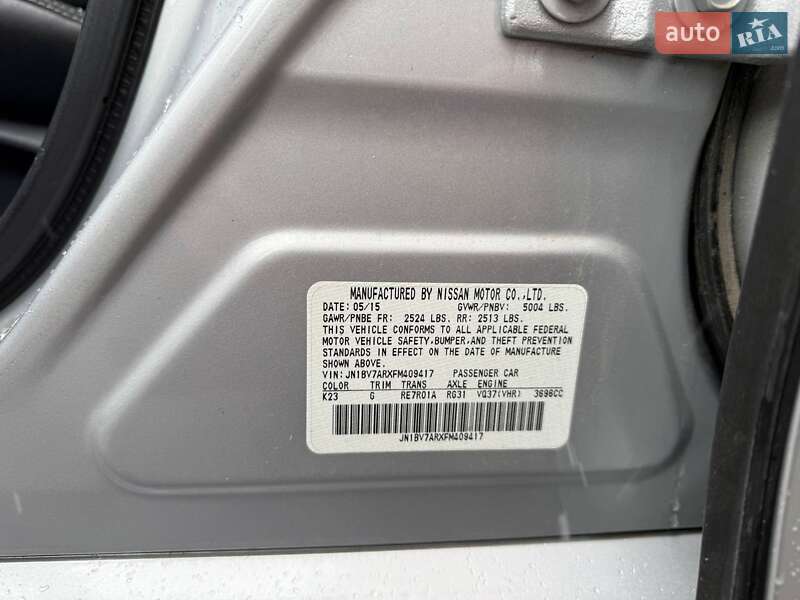 auto RIA
.com
MANUFACTURED BY NISSAN MOTOR CO.,LTD.
DATE: 05/15 GVWR/PNBV: 5004 LBS.
GAWR/PNBE FR: 2524 LBS. RR: 2513 LBS.
THIS VEHICLE CONFORMS TO ALL APPLICABLE FEDERAL
MOTOR VEHICLE SAFETY, BUMPER, AND THEFT PREVENTION
STANDARDS IN EFFECT ON THE DATE OF MANUFACTURE
SHOWN ABOVE.
VIN: JN1BV7ARXFM409417 PASSENGER CAR
COLOR TRIM TRANS AXLE ENGINE
K23 G RE7R01A RG31 VQ37(VHR) 3696CC
JN1BV7ARXFM409417